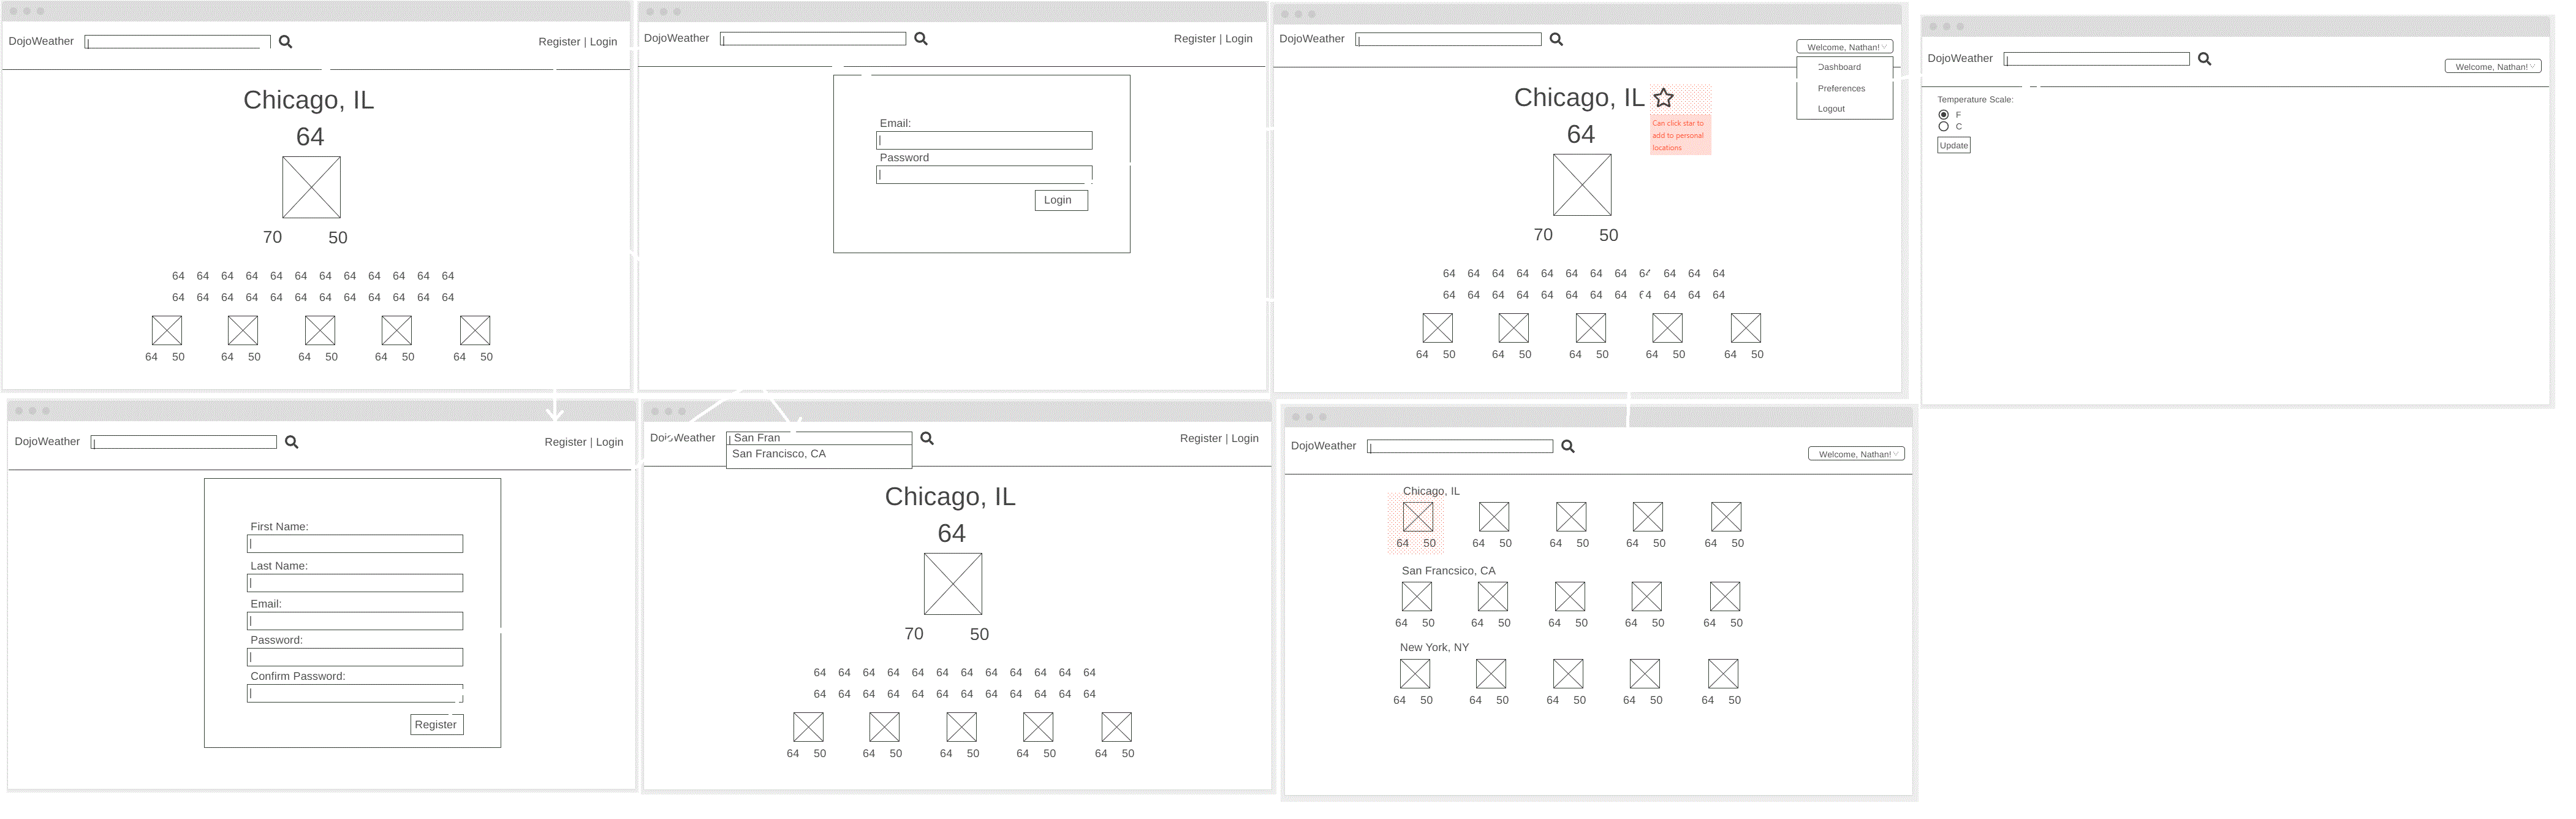 DojoWeather
Register | Login
Chicago, IL
64
70 50
64 64 64 64 64 64 64 64 64 64 64 64
64 64 64 64 64 64 64 64 64 64 64 64
64 50 64 50 64 50 64 50 64 50
DojoWeather
Register | Login
Email:
Password
Login
DojoWeather
Welcome, Nathan!
Dashboard
Preferences
Logout
Chicago, IL
Can click star to
add to personal
locations
64
70 50
64 64 64 64 64 64 64 64 64 64 64 64
64 64 64 64 64 64 64 64 64 64 64 64
64 50 64 50 64 50 64 50 64 50
DojoWeather
Welcome, Nathan!
Temperature Scale:
F
C
Update
DojoWeather
Register | Login
First Name:
Last Name:
Email:
Password:
Confirm Password:
Register
DojoWeather
San Fran
Register | Login
San Francisco, CA
Chicago, IL
64
70 50
64 64 64 64 64 64 64 64 64 64 64 64
64 64 64 64 64 64 64 64 64 64 64 64
64 50 64 50 64 50 64 50 64 50
DojoWeather
Welcome, Nathan!
Chicago, IL
64 50 64 50 64 50 64 50 64 50
San Francsico, CA
64 50 64 50 64 50 64 50 64 50
New York, NY
64 50 64 50 64 50 64 50 64 50